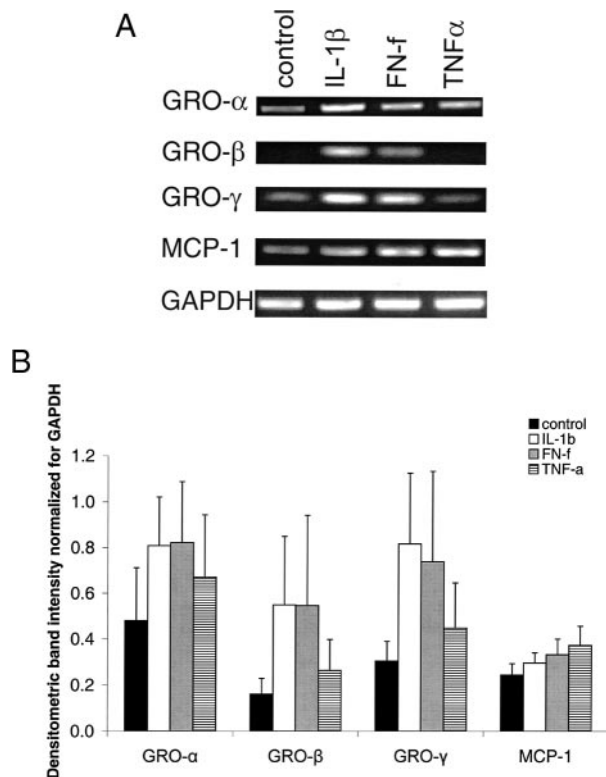 A
control IL-1β FN-f TNFα
GRO-α
GRO-β
GRO-γ
MCP-1
GAPDH
B
Densitometric band intensity normalized for GAPDH
1.2
1.0
0.8
0.6
0.4
0.2
0.0
control
IL-1b
FN-f
TNF-a
GRO-α GRO-β GRO-γ MCP-1